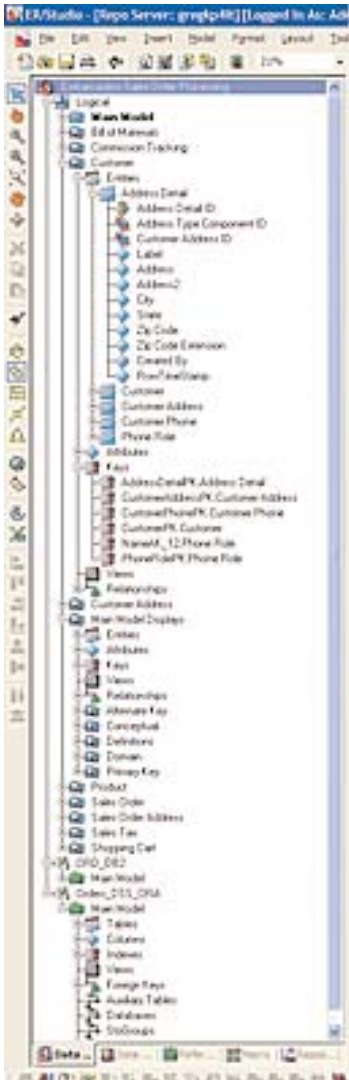 ER/Studio - [Repo Server: gregkp4ht] [Logged In As: Adm
File Edit View Insert Model Format Layout Tool
Embarcadero Sales Order Processing
Logical
Main Model
Bill of Materials
Commission Tracking
Customer
Entities
Address Detail
Address Detail ID
Address Type Component ID
Customer Address ID
Label
Address
Address2
City
State
Zip Code
Zip Code Extension
Created By
RowTimeStamp
Customer
Customer Address
Customer Phone
Phone Role
Attributes
Keys
AddressDetailPK.Address Detail
CustomerAddressPK.Customer Address
CustomerPhonePK.Customer Phone
CustomerPK.Customer
PhoneRolePK.Phone Role
Views
Relationships
Customer Address
Main Model Displays
Entities
Attributes
Keys
Views
Relationships
Alternate Key
Conceptual
Definitions
Domain
Primary Key
Product
Sales Order
Sales Order Address
Sales Tax
Shopping Cart
ORD_DB2
Main Model
Orders_DSS_ORA
Main Model
Tables
Columns
Indexes
Views
Foreign Keys
Auxiliary Tables
Databases
StoGroups
Data ...